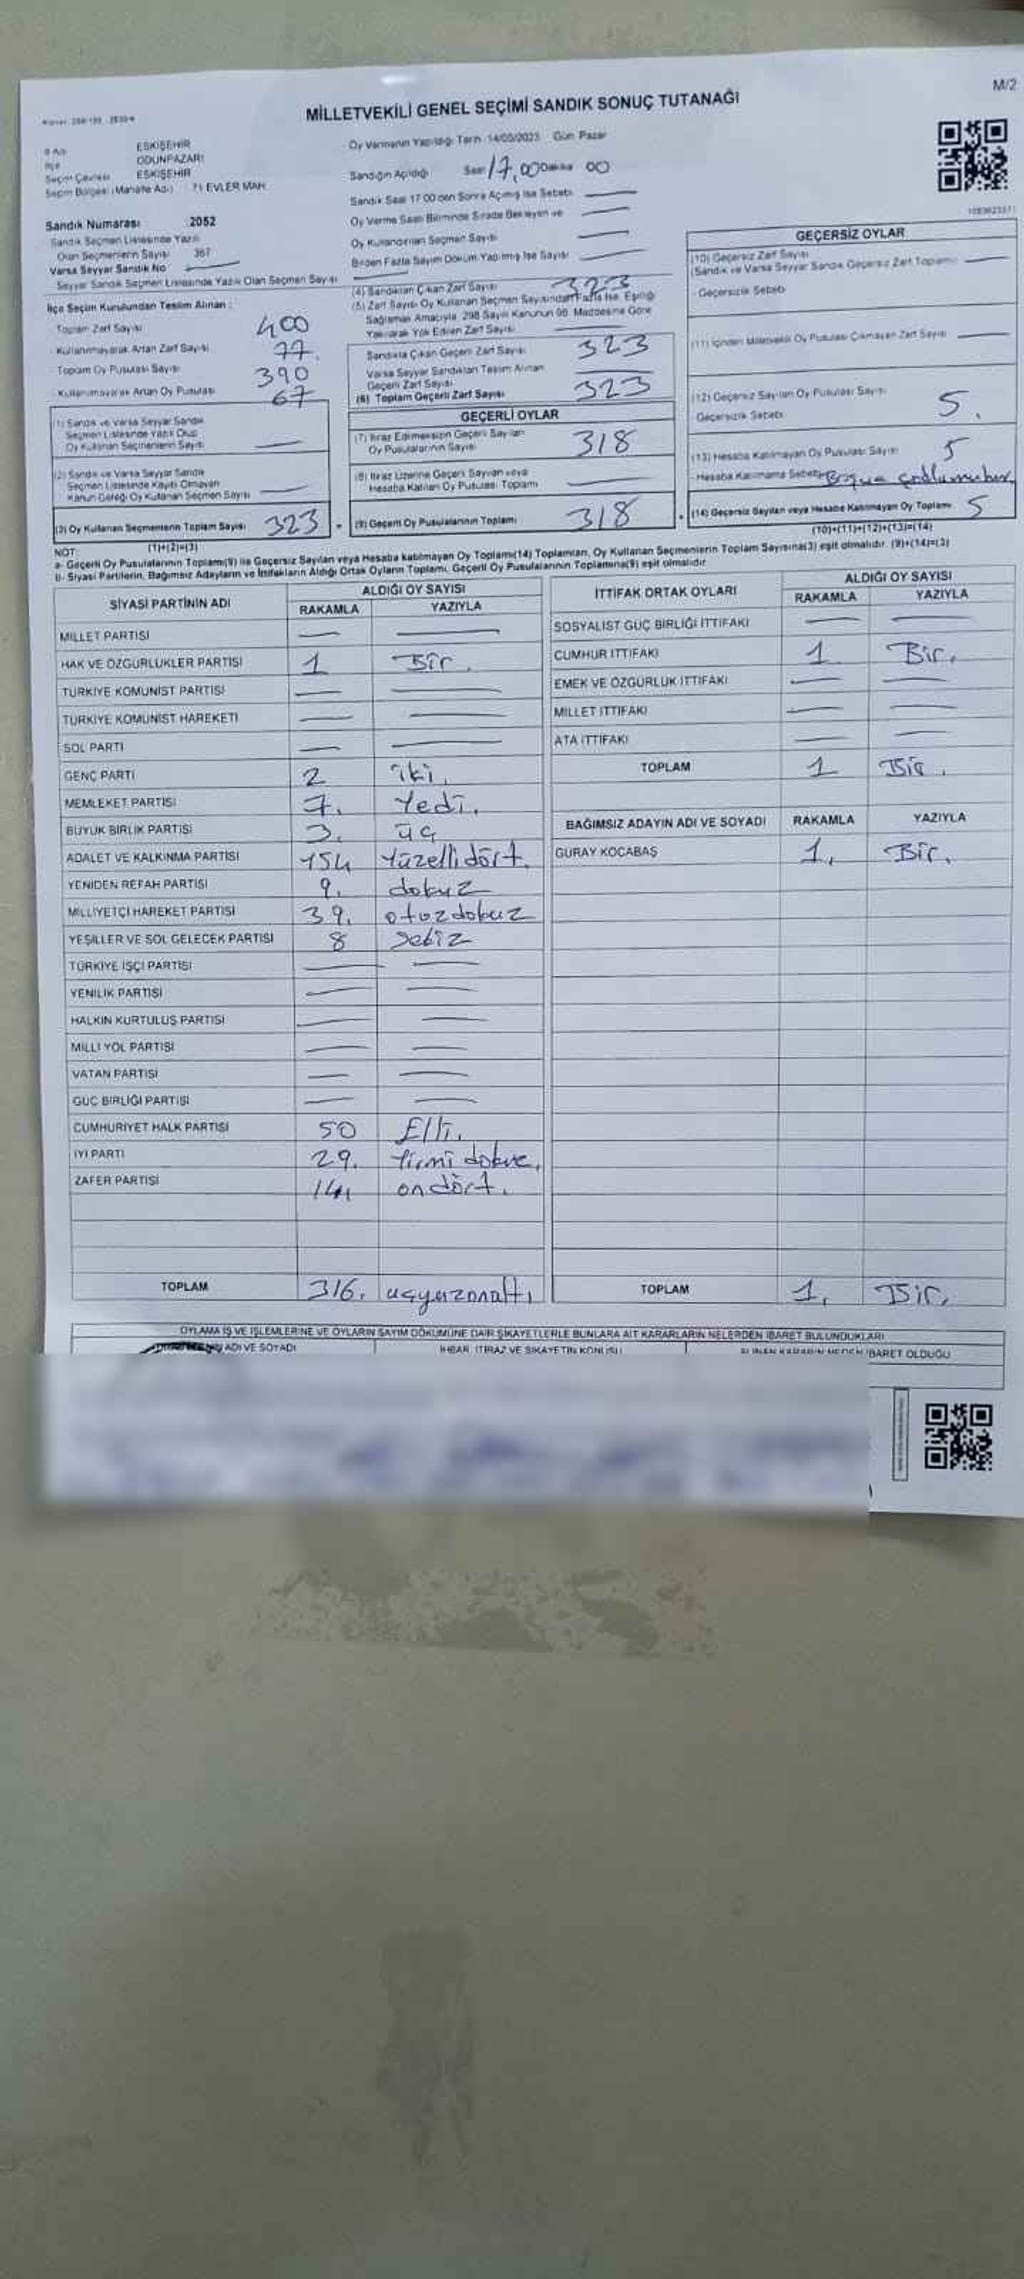 M/2
MİLLETVEKİLİ GENEL SEÇİMİ SANDIK SONUÇ TUTANAĞI
İl Adı ESKİŞEHİR
İlçe ODUNPAZARI
Seçim Çevresi ESKİŞEHİR
Seçim Bölgesi (Mahalle Adı) 71 EVLER MAH.
Oy Vermenin Yapıldığı Tarih 14/05/2023 Gün Pazar
Sandığın Açıldığı Saat 17,00 Dakika 00
Sandık Saat 17:00'den Sonra Açılmış İse Sebebi
Oy Verme Saati Bitiminde Sırada Bekleyen ve
Oy Kullandırılan Seçmen Sayısı
Birden Fazla Sayım Döküm Yapılmış İse Sayısı
Sandık Numarası 2052
Sandık Seçmen Listesinde Yazılı
Olan Seçmenlerin Sayısı 367
Varsa Seyyar Sandık No
Seyyar Sandık Seçmen Listesinde Yazılı Olan Seçmen Sayısı
İlçe Seçim Kurulundan Teslim Alınan :
Toplam Zarf Sayısı 400
Kullanılmayarak Artan Zarf Sayısı 77.
Toplam Oy Pusulası Sayısı 390
Kullanılmayarak Artan Oy Pusulası 67
(1) Sandık ve Varsa Seyyar Sandık
Seçmen Listesinde Yazılı Olup
Oy Kullanan Seçmenlerin Sayısı
(2) Sandık ve Varsa Seyyar Sandık
Seçmen Listesinde Kayıtlı Olmayan
Kanun Gereği Oy Kullanan Seçmen Sayısı
(3) Oy Kullanan Seçmenlerin Toplam Sayısı 323
(1)+(2)=(3)
(4) Sandıktan Çıkan Zarf Sayısı 323
(5) Zarf Sayısı Oy Kullanan Seçmen Sayısından Fazla İse, Eşitliği
Sağlamak Amacıyla, 298 Sayılı Kanunun 98. Maddesine Göre
Yakılarak Yok Edilen Zarf Sayısı
Sandıkta Çıkan Geçerli Zarf Sayısı 323
Varsa Seyyar Sandıktan Teslim Alınan
Geçerli Zarf Sayısı
(6) Toplam Geçerli Zarf Sayısı 323
GEÇERLİ OYLAR
(7) İtiraz Edilmeksizin Geçerli Sayılan
Oy Pusulalarının Sayısı 318
(8) İtiraz Üzerine Geçerli Sayılan veya
Hesaba Katılan Oy Pusulası Toplamı
(9) Geçerli Oy Pusulalarının Toplamı 318
GEÇERSİZ OYLAR
(10) Geçersiz Zarf Sayısı
(Sandık ve Varsa Seyyar Sandık Geçersiz Zarf Toplamı)
Geçersizlik Sebebi
(11) İçinden Milletvekili Oy Pusulası Çıkmayan Zarf Sayısı
(12) Geçersiz Sayılan Oy Pusulası Sayısı 5.
Geçersizlik Sebebi
(13) Hesaba Katılmayan Oy Pusulası Sayısı 5
Hesaba Katılmama Sebebi
(14) Geçersiz Sayılan veya Hesaba Katılmayan Oy Toplamı 5
(10)+(11)+(12)+(13)=(14)
NOT:
a- Geçerli Oy Pusulalarının Toplamı(9) ile Geçersiz Sayılan veya Hesaba katılmayan Oy Toplamı(14) Toplamları, Oy Kullanan Seçmenlerin Toplam Sayısına(3) eşit olmalıdır. (9)+(14)=(3)
b- Siyasi Partilerin, Bağımsız Adayların ve İttifakların Aldığı Ortak Oyların Toplamı, Geçerli Oy Pusulalarının Toplamına(9) eşit olmalıdır.
SİYASİ PARTİNİN ADI ALDIĞI OY SAYISI
RAKAMLA YAZIYLA
MİLLET PARTİSİ
HAK VE ÖZGÜRLÜKLER PARTİSİ 1 Bir.
TÜRKİYE KOMÜNİST PARTİSİ
TÜRKİYE KOMÜNİST HAREKETİ
SOL PARTİ
GENÇ PARTİ 2 iki.
MEMLEKET PARTİSİ 7. Yedi.
BÜYÜK BİRLİK PARTİSİ 3. üç
ADALET VE KALKINMA PARTİSİ 154 Yüzellidört.
YENİDEN REFAH PARTİSİ 9. dokuz
MİLLİYETÇİ HAREKET PARTİSİ 39. otuzdokuz
YEŞİLLER VE SOL GELECEK PARTİSİ 8 Sekiz
TÜRKİYE İŞÇİ PARTİSİ
YENİLİK PARTİSİ
HALKIN KURTULUŞ PARTİSİ
MİLLİ YOL PARTİSİ
VATAN PARTİSİ
GÜÇ BİRLİĞİ PARTİSİ
CUMHURİYET HALK PARTİSİ 50 Elli.
İYİ PARTİ 29. Yirmi dokuz.
ZAFER PARTİSİ 14, on dört.
TOPLAM 316. üçyüzonaltı
İTTİFAK ORTAK OYLARI ALDIĞI OY SAYISI
RAKAMLA YAZIYLA
SOSYALİST GÜÇ BİRLİĞİ İTTİFAKI
CUMHUR İTTİFAKI 1 Bir.
EMEK VE ÖZGÜRLÜK İTTİFAKI
MİLLET İTTİFAKI
ATA İTTİFAKI
TOPLAM 1 Bir.
BAĞIMSIZ ADAYIN ADI VE SOYADI RAKAMLA YAZIYLA
GÜRAY KOCABAŞ 1, Bir.
TOPLAM 1, Bir.
OYLAMA İŞ VE İŞLEMLERİNE VE OYLARIN SAYIM DÖKÜMÜNE DAİR ŞİKAYETLERLE BUNLARA AİT KARARLARIN NELERDEN İBARET BULUNDUKLARI
ADI VE SOYADI İHBAR, İTİRAZ VE ŞİKAYETİN KONUSU ALINAN KARARIN NEDEN İBARET OLDUĞU